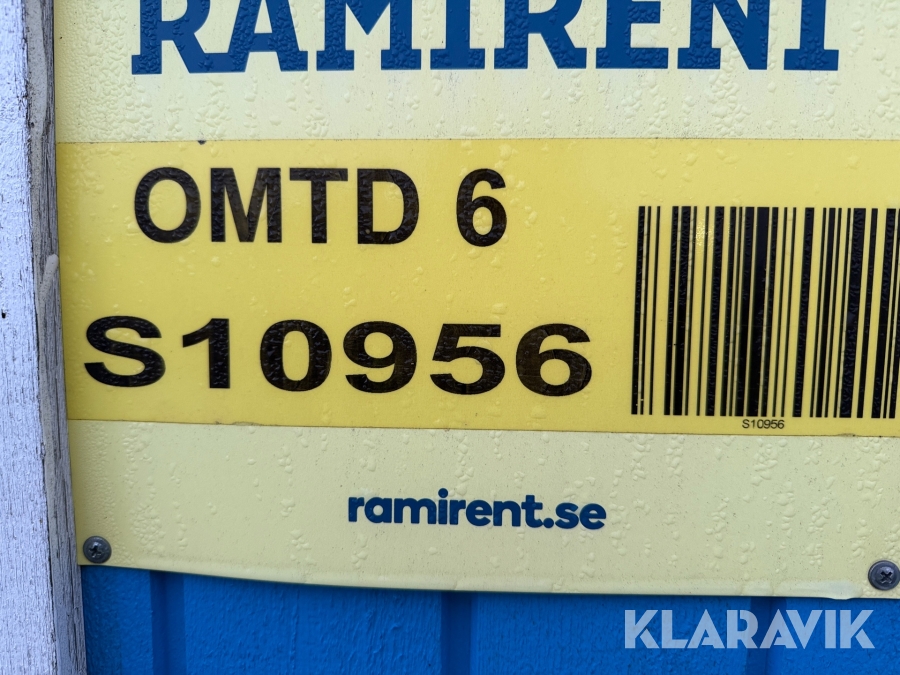 RAMIRENT
OMTD 6
S10956
S10956
ramirent.se
KLARAVIK